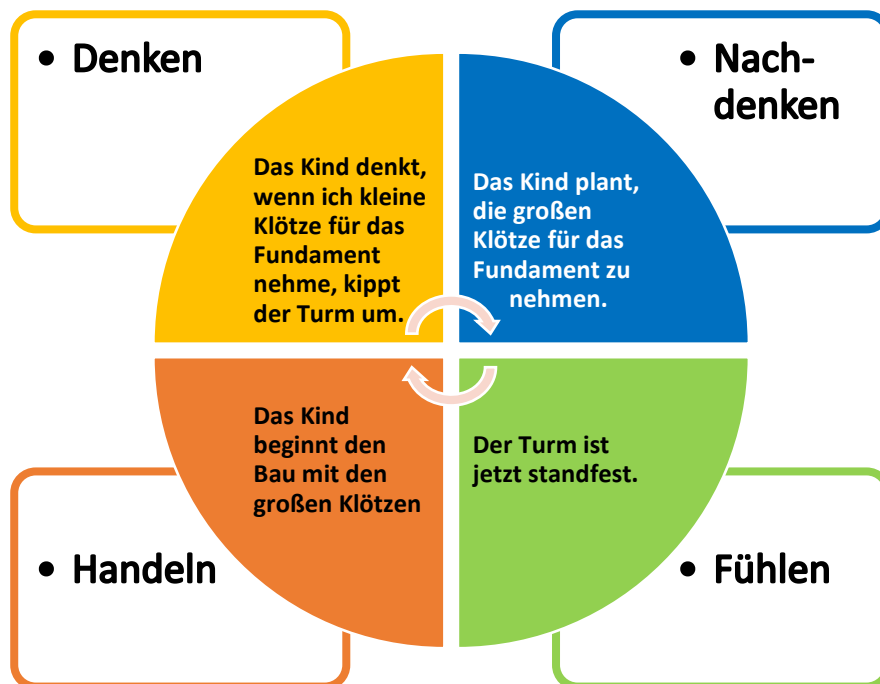 • Denken
Das Kind denkt,
wenn ich kleine
Klötze für das
Fundament
nehme, kippt
der Turm um.
• Nach-
denken
Das Kind plant,
die großen
Klötze für das
Fundament zu
nehmen.
Das Kind
beginnt den
Bau mit den
großen Klötzen
• Handeln
Der Turm ist
jetzt standfest.
• Fühlen